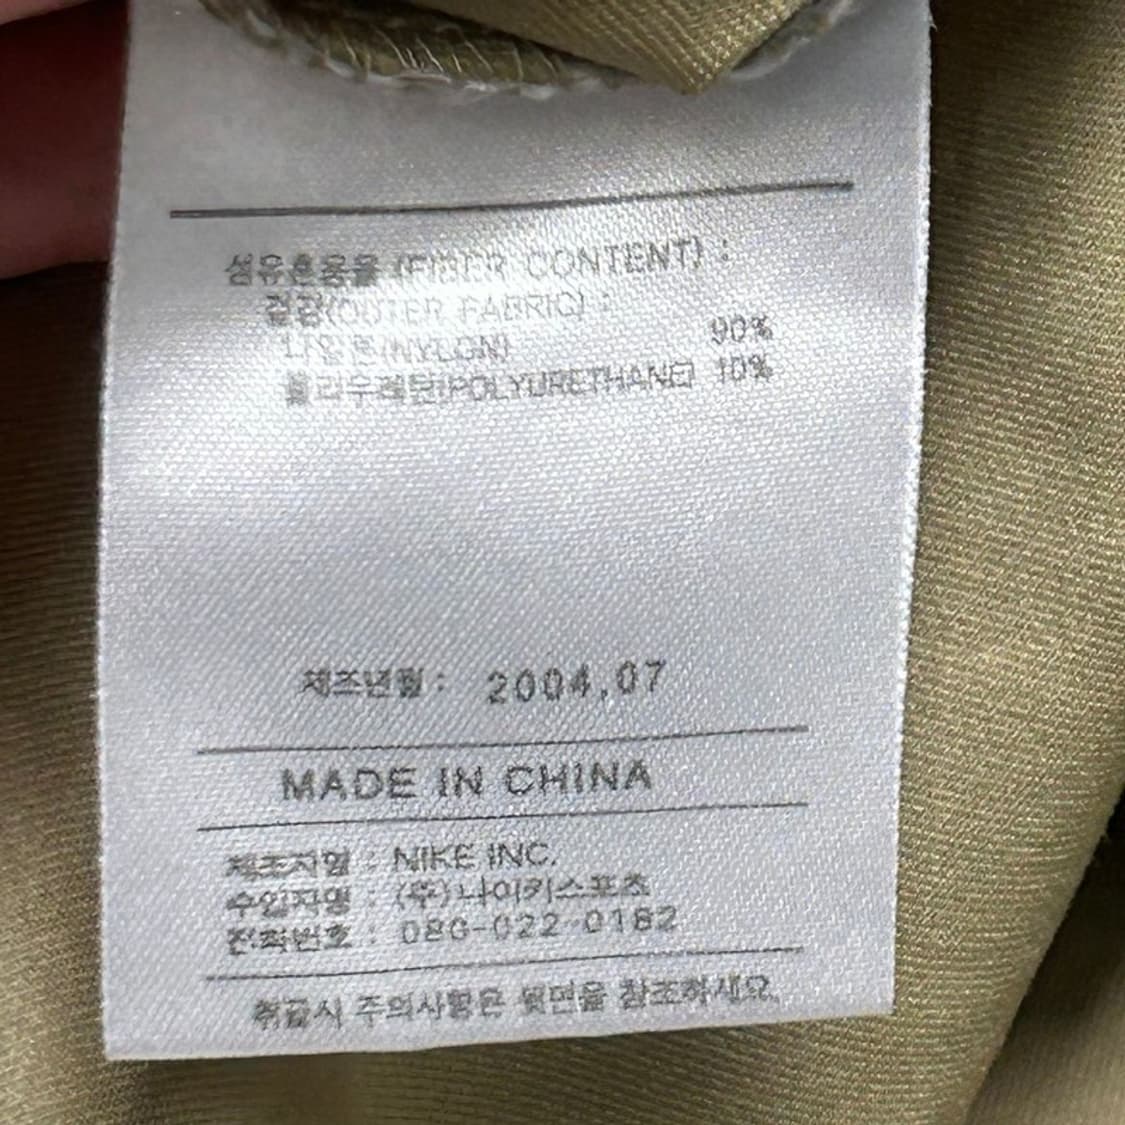 섬유혼용율 (FIBER CONTENT) :
겉감(OUTER FABRIC) :
나일론(NYLON) 90%
폴리우레탄(POLYURETHANE) 10%
제조년월 : 2004.07
MADE IN CHINA
제조자명 : NIKE INC.
수입자명 : (주)나이키스포츠
연락번호 : 080-022-0182
취급시 주의사항은 뒷면을 참조하세요.